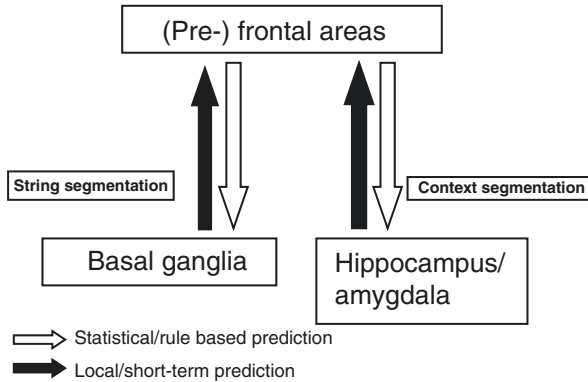 (Pre-) frontal areas
String segmentation
Context segmentation
Basal ganglia
Hippocampus/
amygdala
Statistical/rule based prediction
Local/short-term prediction